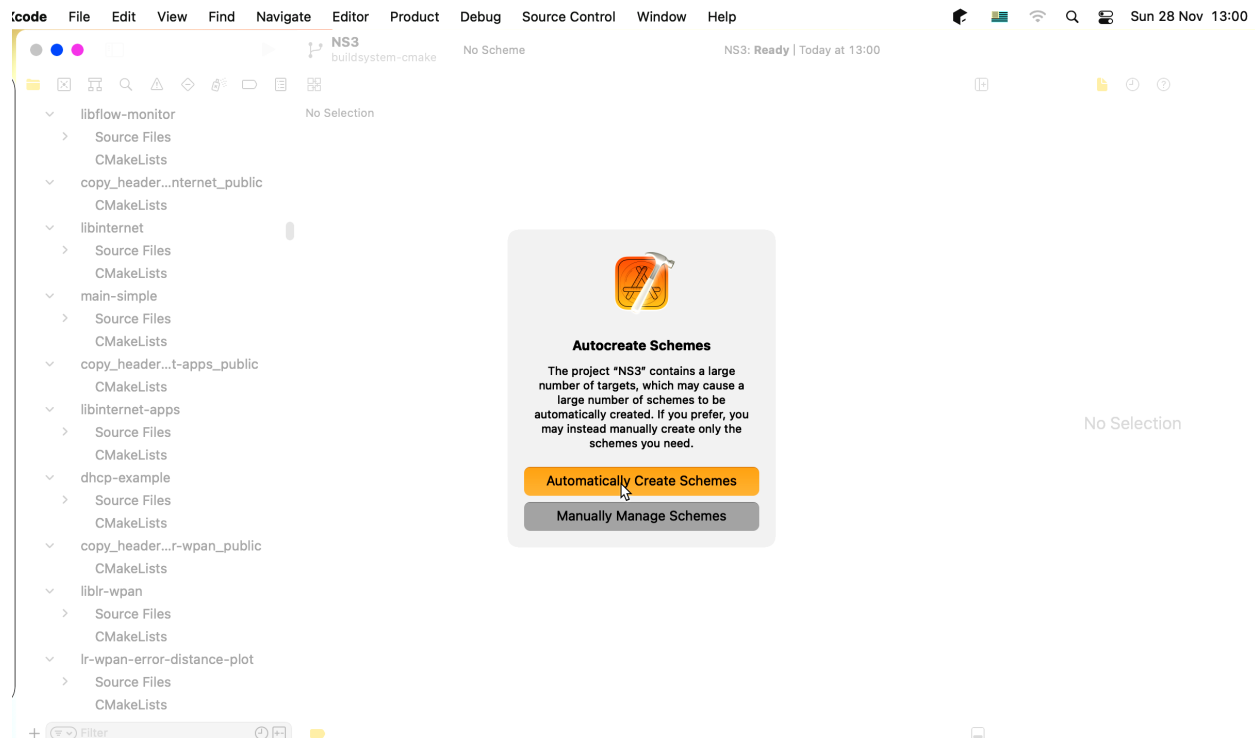 Xcode File Edit View Find Navigate Editor Product Debug Source Control Window Help Sun 28 Nov 13:00
NS3
buildsystem-cmake
No Scheme
NS3: Ready | Today at 13:00
No Selection
libflow-monitor
Source Files
CMakeLists
copy_header...nternet_public
CMakeLists
libinternet
Source Files
CMakeLists
main-simple
Source Files
CMakeLists
copy_header...t-apps_public
CMakeLists
libinternet-apps
Source Files
CMakeLists
dhcp-example
Source Files
CMakeLists
copy_header...r-wpan_public
CMakeLists
liblr-wpan
Source Files
CMakeLists
lr-wpan-error-distance-plot
Source Files
CMakeLists
Filter
Autocreate Schemes
The project “NS3” contains a large
number of targets, which may cause a
large number of schemes to be
automatically created. If you prefer, you
may instead manually create only the
schemes you need.
Automatically Create Schemes
Manually Manage Schemes
No Selection